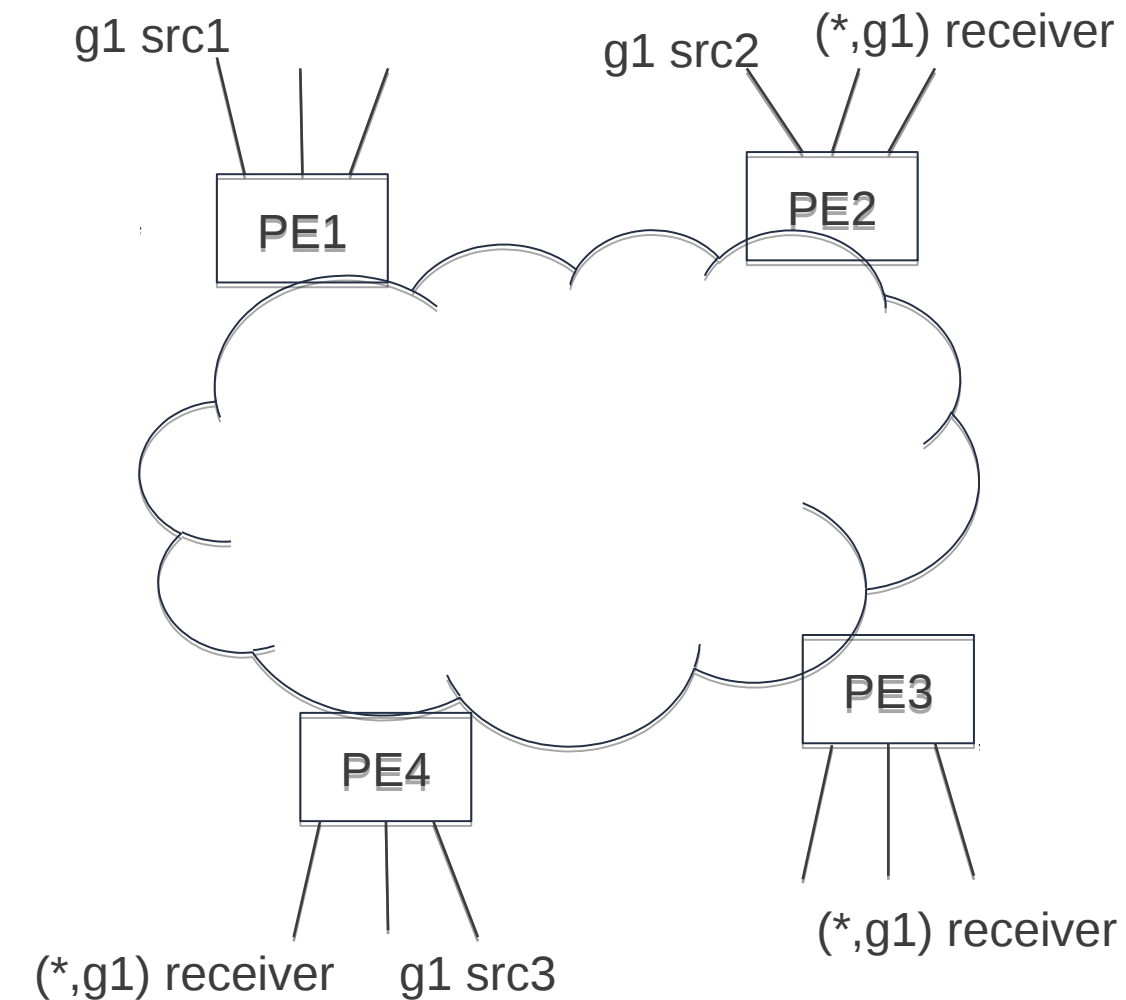 g1 src1
g1 src2
(*,g1) receiver
PE1
PE2
PE3
PE4
(*,g1) receiver
(*,g1) receiver
g1 src3